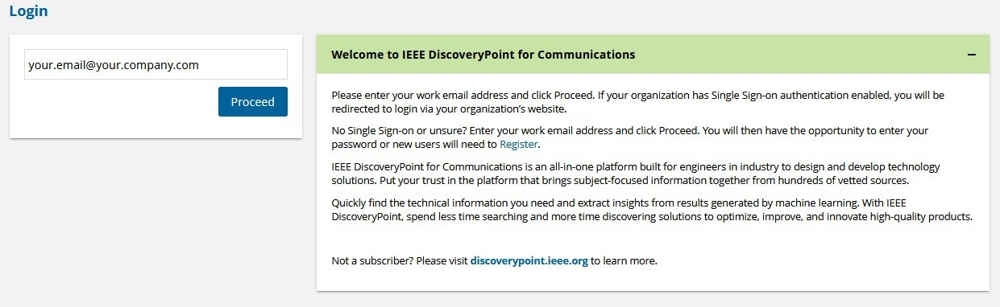 Login
your.email@your.company.com
Proceed
Welcome to IEEE DiscoveryPoint for Communications
Please enter your work email address and click Proceed. If your organization has Single Sign-on authentication enabled, you will be
redirected to login via your organization’s website.
No Single Sign-on or unsure? Enter your work email address and click Proceed. You will then have the opportunity to enter your
password or new users will need to Register.
IEEE DiscoveryPoint for Communications is an all-in-one platform built for engineers in industry to design and develop technology
solutions. Put your trust in the platform that brings subject-focused information together from hundreds of vetted sources.
Quickly find the technical information you need and extract insights from results generated by machine learning. With IEEE
DiscoveryPoint, spend less time searching and more time discovering solutions to optimize, improve, and innovate high-quality products.
Not a subscriber? Please visit discoverypoint.ieee.org to learn more.